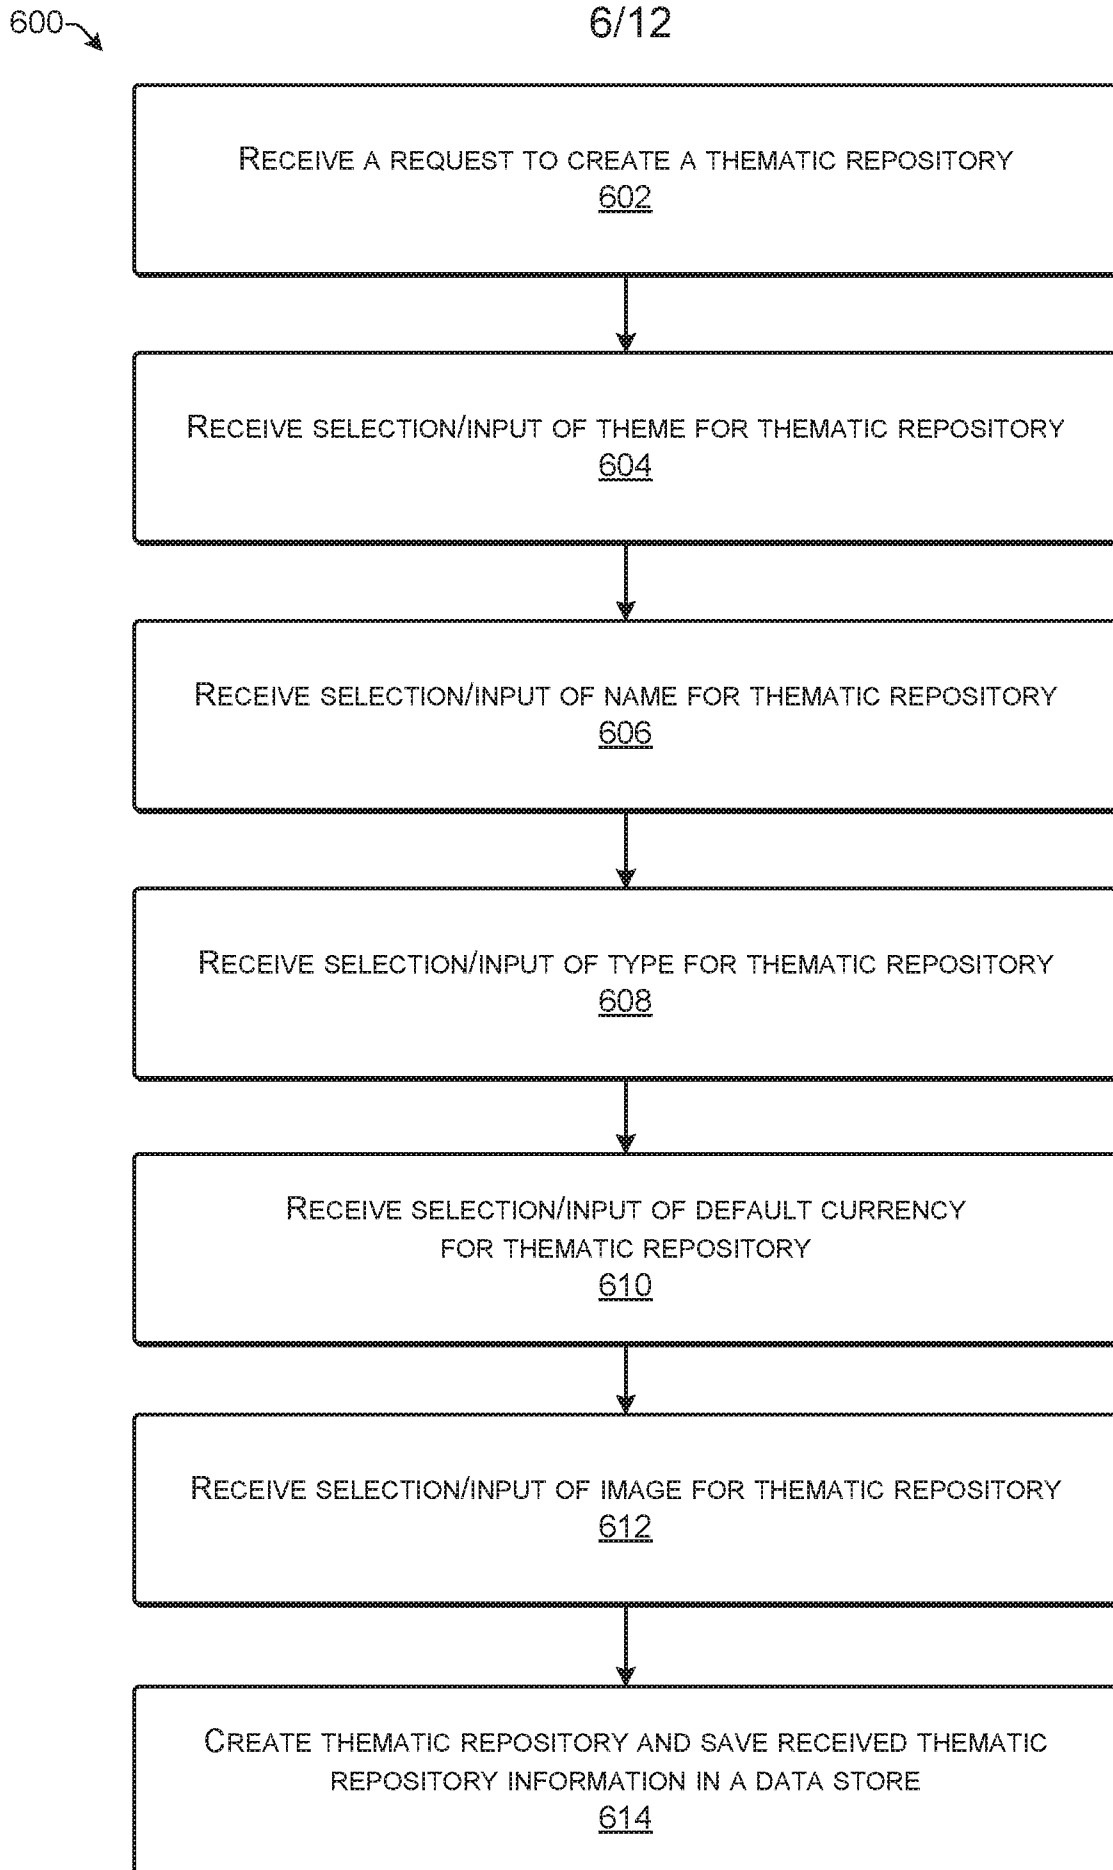 600
6/12
RECEIVE A REQUEST TO CREATE A THEMATIC REPOSITORY
602
RECEIVE SELECTION/INPUT OF THEME FOR THEMATIC REPOSITORY
604
RECEIVE SELECTION/INPUT OF NAME FOR THEMATIC REPOSITORY
606
RECEIVE SELECTION/INPUT OF TYPE FOR THEMATIC REPOSITORY
608
RECEIVE SELECTION/INPUT OF DEFAULT CURRENCY
FOR THEMATIC REPOSITORY
610
RECEIVE SELECTION/INPUT OF IMAGE FOR THEMATIC REPOSITORY
612
CREATE THEMATIC REPOSITORY AND SAVE RECEIVED THEMATIC
REPOSITORY INFORMATION IN A DATA STORE
614